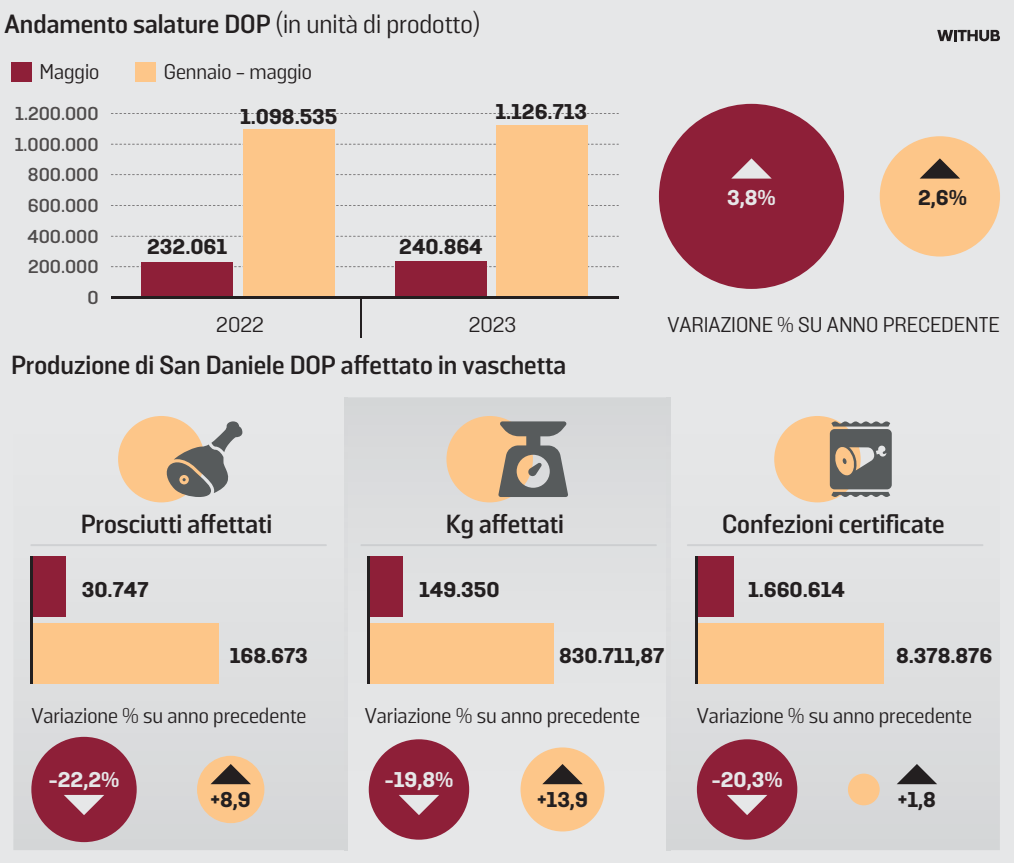 Andamento salature DOP (in unità di prodotto)
WITHUB
Maggio
Gennaio – maggio
1.200.000
1.000.000
800.000
600.000
400.000
200.000
0
232.061
1.098.535
240.864
1.126.713
2022
2023
3,8%
2,6%
VARIAZIONE % SU ANNO PRECEDENTE
Produzione di San Daniele DOP affettato in vaschetta
Prosciutti affettati
30.747
168.673
Variazione % su anno precedente
-22,2%
+8,9
Kg affettati
149.350
830.711,87
Variazione % su anno precedente
-19,8%
+13,9
Confezioni certificate
1.660.614
8.378.876
Variazione % su anno precedente
-20,3%
+1,8